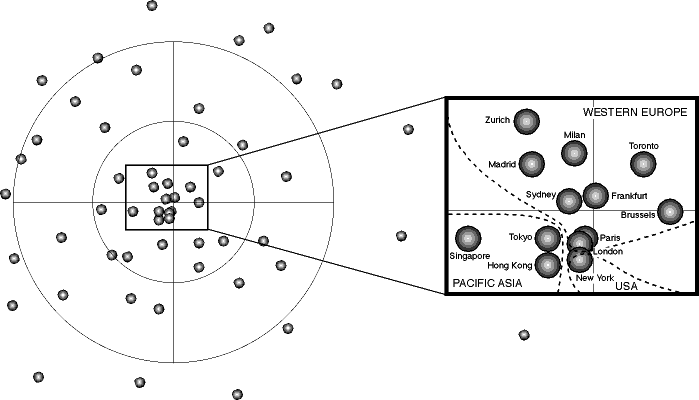 WESTERN EUROPE
Zurich
Milan
Toronto
Madrid
Sydney
Frankfurt
Brussels
Tokyo
Paris
London
Singapore
Hong Kong
New York
PACIFIC ASIA
USA